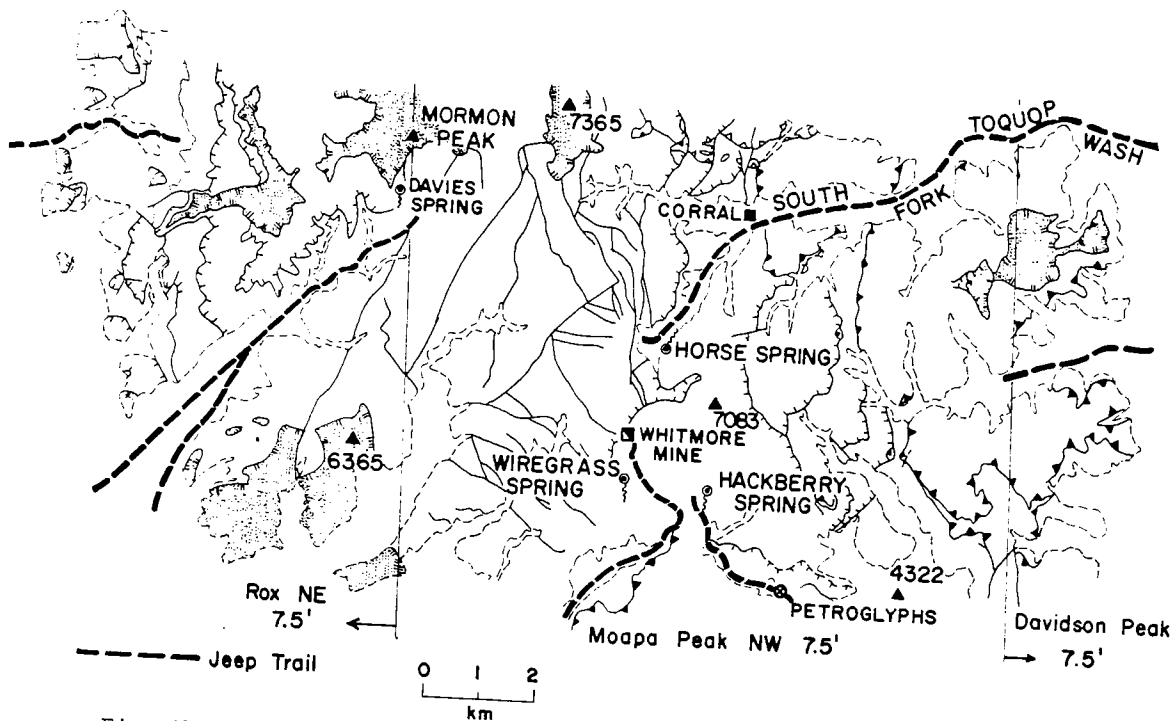 MORMON
PEAK
7365
TOQUOP
WASH
DAVIES
SPRING
CORRAL
SOUTH
FORK
HORSE SPRING
7083
6365
WHITMORE
MINE
WIREGRASS
SPRING
HACKBERRY
SPRING
4322
PETROGLYPHS
Rox NE
7.5'
Moapa Peak NW 7.5'
Davidson Peak
7.5'
Jeep Trail
0 1 2
km